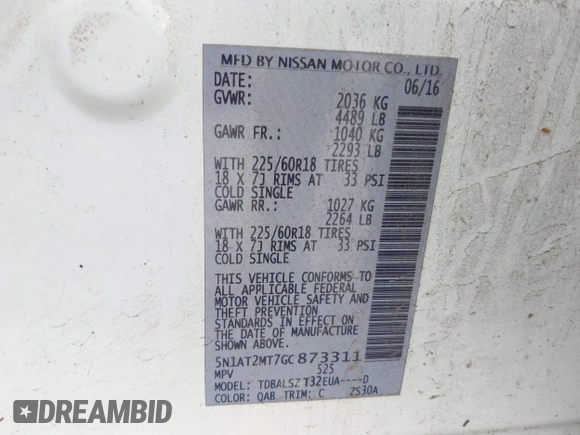 MFD BY NISSAN MOTOR CO., LTD.
DATE: 06/16
GVWR: 2036 KG
4489 LB
GAWR FR.: 1040 KG
2293 LB
WITH 225/60R18 TIRES
18 X 7J RIMS AT 33 PSI
COLD SINGLE
GAWR RR.: 1027 KG
2264 LB
WITH 225/60R18 TIRES
18 X 7J RIMS AT 33 PSI
COLD SINGLE
THIS VEHICLE CONFORMS TO
ALL APPLICABLE FEDERAL
MOTOR VEHICLE SAFETY AND
THEFT PREVENTION
STANDARDS IN EFFECT ON
THE DATE OF MANUFACTURE
SHOWN ABOVE.
5N1AT2MT7GC873311
MPV 525
MODEL: TDBALSZ T32EUA----D
COLOR: QAB TRIM: C ZS30A
RIDEGUARD